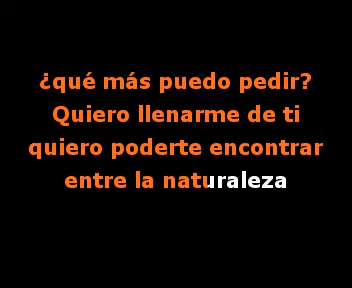 ¿qué más puedo pedir?
Quiero llenarme de ti
quiero poderte encontrar
entre la naturaleza